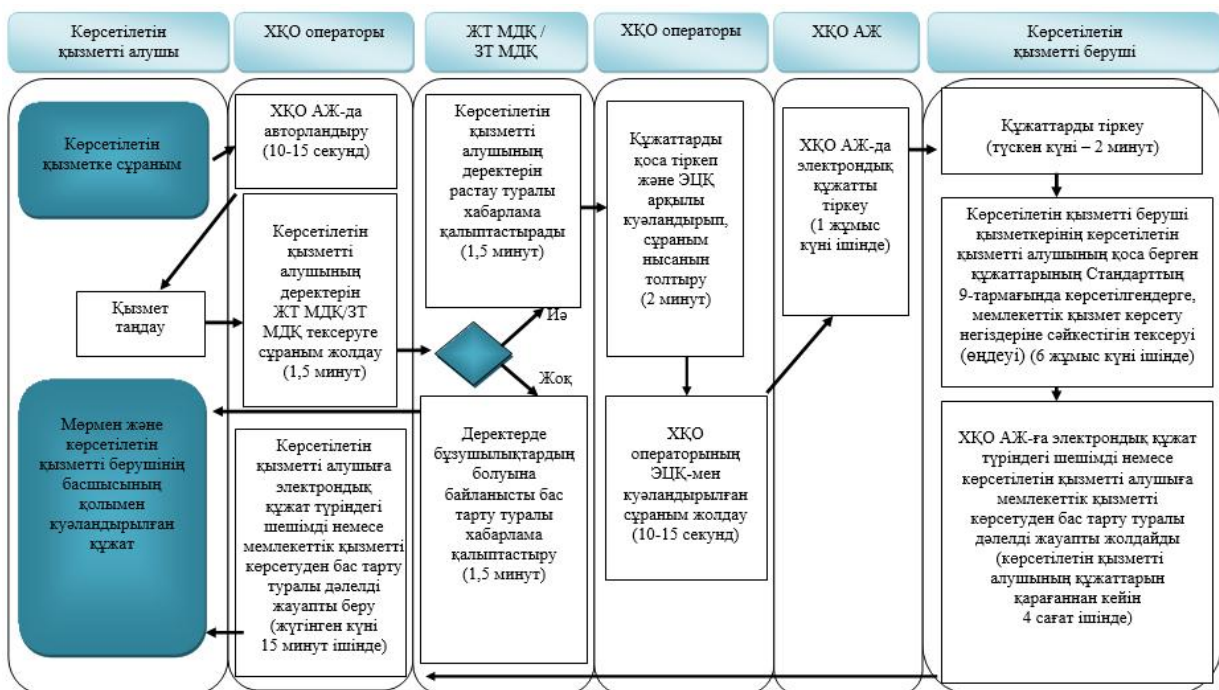 Көрсетілетін
қызметті алушы
ХҚО операторы
ЖТ МДҚ /
ЗТ МДҚ
ХҚО операторы
ХҚО АЖ
Көрсетілетін
қызметті беруші
Көрсетілетін
қызметке сұраным
Қызмет
таңдау
Мөрмен және
көрсетілетін
қызметті берушінің
басшысының
қолымен
куәландырылған
құжат
ХҚО АЖ-да
авторландыру
(10-15 секунд)
Көрсетілетін
қызметті
алушының
деректерін
ЖТ МДҚ/ЗТ
МДҚ тексеруге
сұраным жолдау
(1,5 минут)
Көрсетілетін
қызметті алушыға
электрондық
құжат түріндегі
шешімді немесе
мемлекеттік қызметті
көрсетуден бас тарту
туралы дәлелді
жауапты беру
(жүгінген күні
15 минут ішінде)
Көрсетілетін
қызметті
алушының
деректерін
растау туралы
хабарлама
қалыптастырады
(1,5 минут)
Иә
Жоқ
Деректерде
бұзушылықтардың
болуына
байланысты бас
тарту туралы
хабарлама
қалыптастыру
(1,5 минут)
Құжаттарды
қоса тіркеп
және ЭЦҚ
арқылы
куәландырып,
сұраным
нысанын
толтыру
(2 минут)
ХҚО
операторының
ЭЦҚ-мен
куәландырылған
сұраным жолдау
(10-15 секунд)
ХҚО АЖ-да
электрондық
құжатты
тіркеу
(1 жұмыс
күні ішінде)
Құжаттарды тіркеу
(түскен күні – 2 минут)
Көрсетілетін қызметті беруші
қызметкерінің көрсетілетін
қызметті алушының қоса берген
құжаттарының Стандарттың
9-тармағында көрсетілгендерге,
мемлекеттік қызмет көрсету
негіздеріне сәйкестігін тексеруі
(өңдеуі) (6 жұмыс күні ішінде)
ХҚО АЖ-ға электрондық құжат
түріндегі шешімді немесе
көрсетілетін қызметті алушыға
мемлекеттік қызметті
көрсетуден бас тарту туралы
дәлелді жауапты жолдайды
(көрсетілетін қызметті
алушының құжаттарын
қарағаннан кейін
4 сағат ішінде)